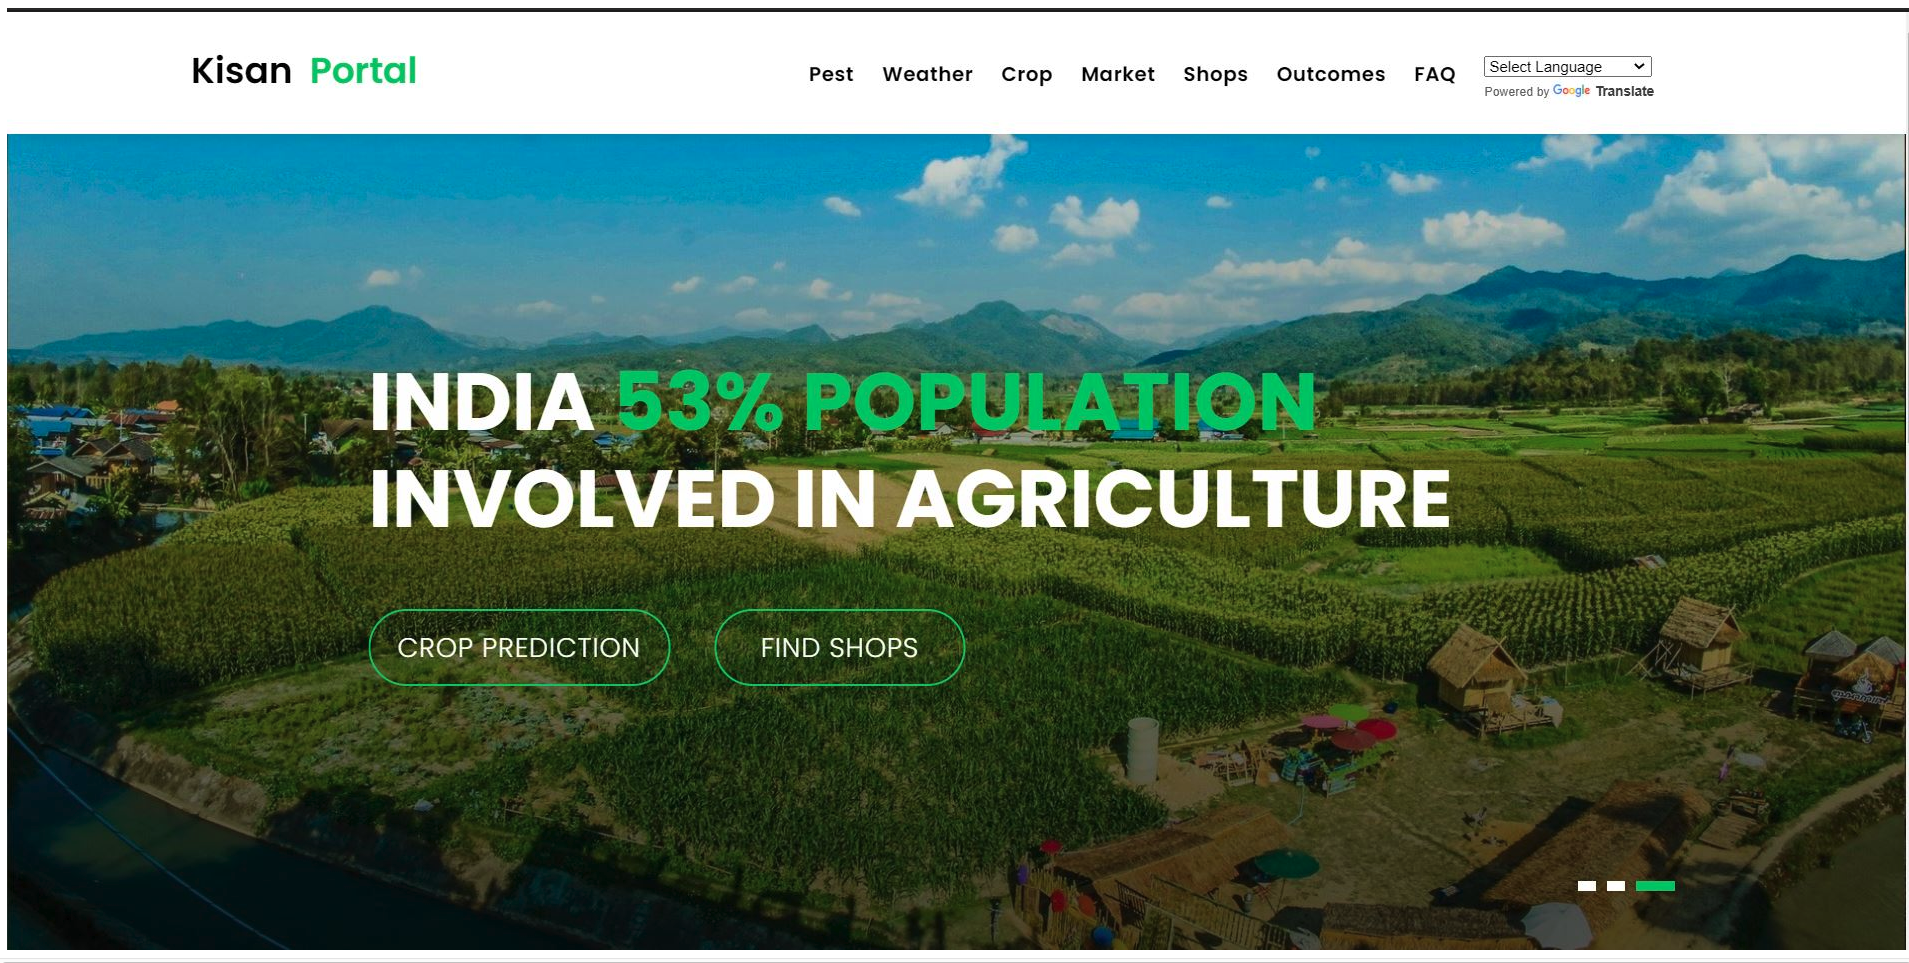 Kisan Portal
Pest Weather Crop Market Shops Outcomes FAQ
Select Language
Powered by Google Translate
INDIA 53% POPULATION
INVOLVED IN AGRICULTURE
CROP PREDICTION
FIND SHOPS